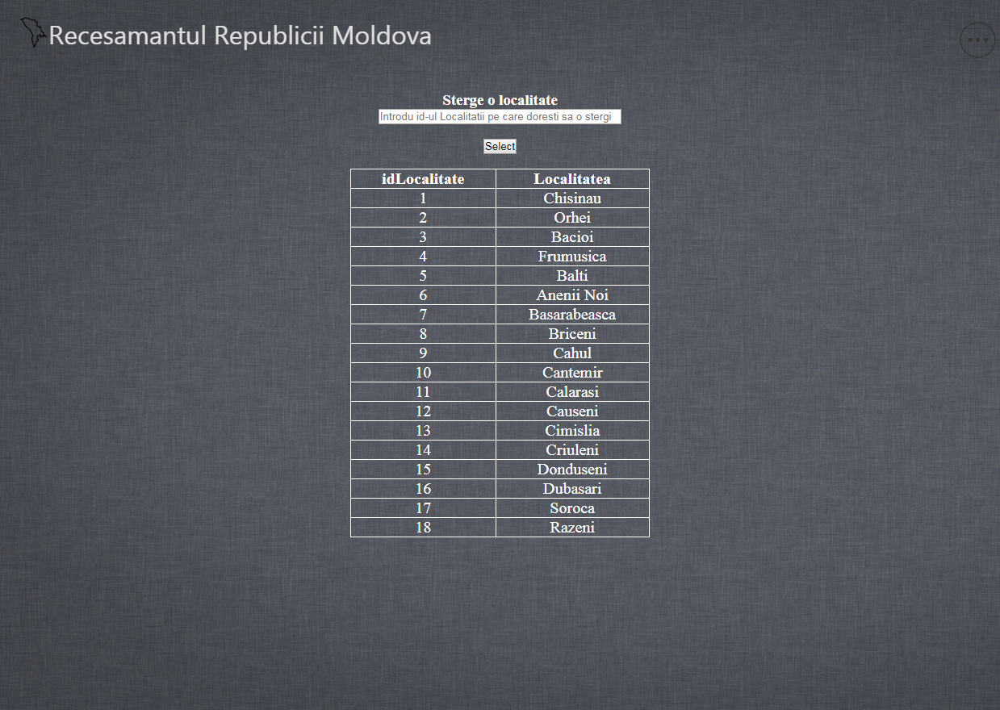 Recesamantul Republicii Moldova
Sterge o localitate
Introdu id-ul Localitatii pe care doresti sa o stergi
Select
idLocalitate Localitatea
1 Chisinau
2 Orhei
3 Bacioi
4 Frumusica
5 Balti
6 Anenii Noi
7 Basarabeasca
8 Briceni
9 Cahul
10 Cantemir
11 Calarasi
12 Causeni
13 Cimislia
14 Criuleni
15 Donduseni
16 Dubasari
17 Soroca
18 Razeni